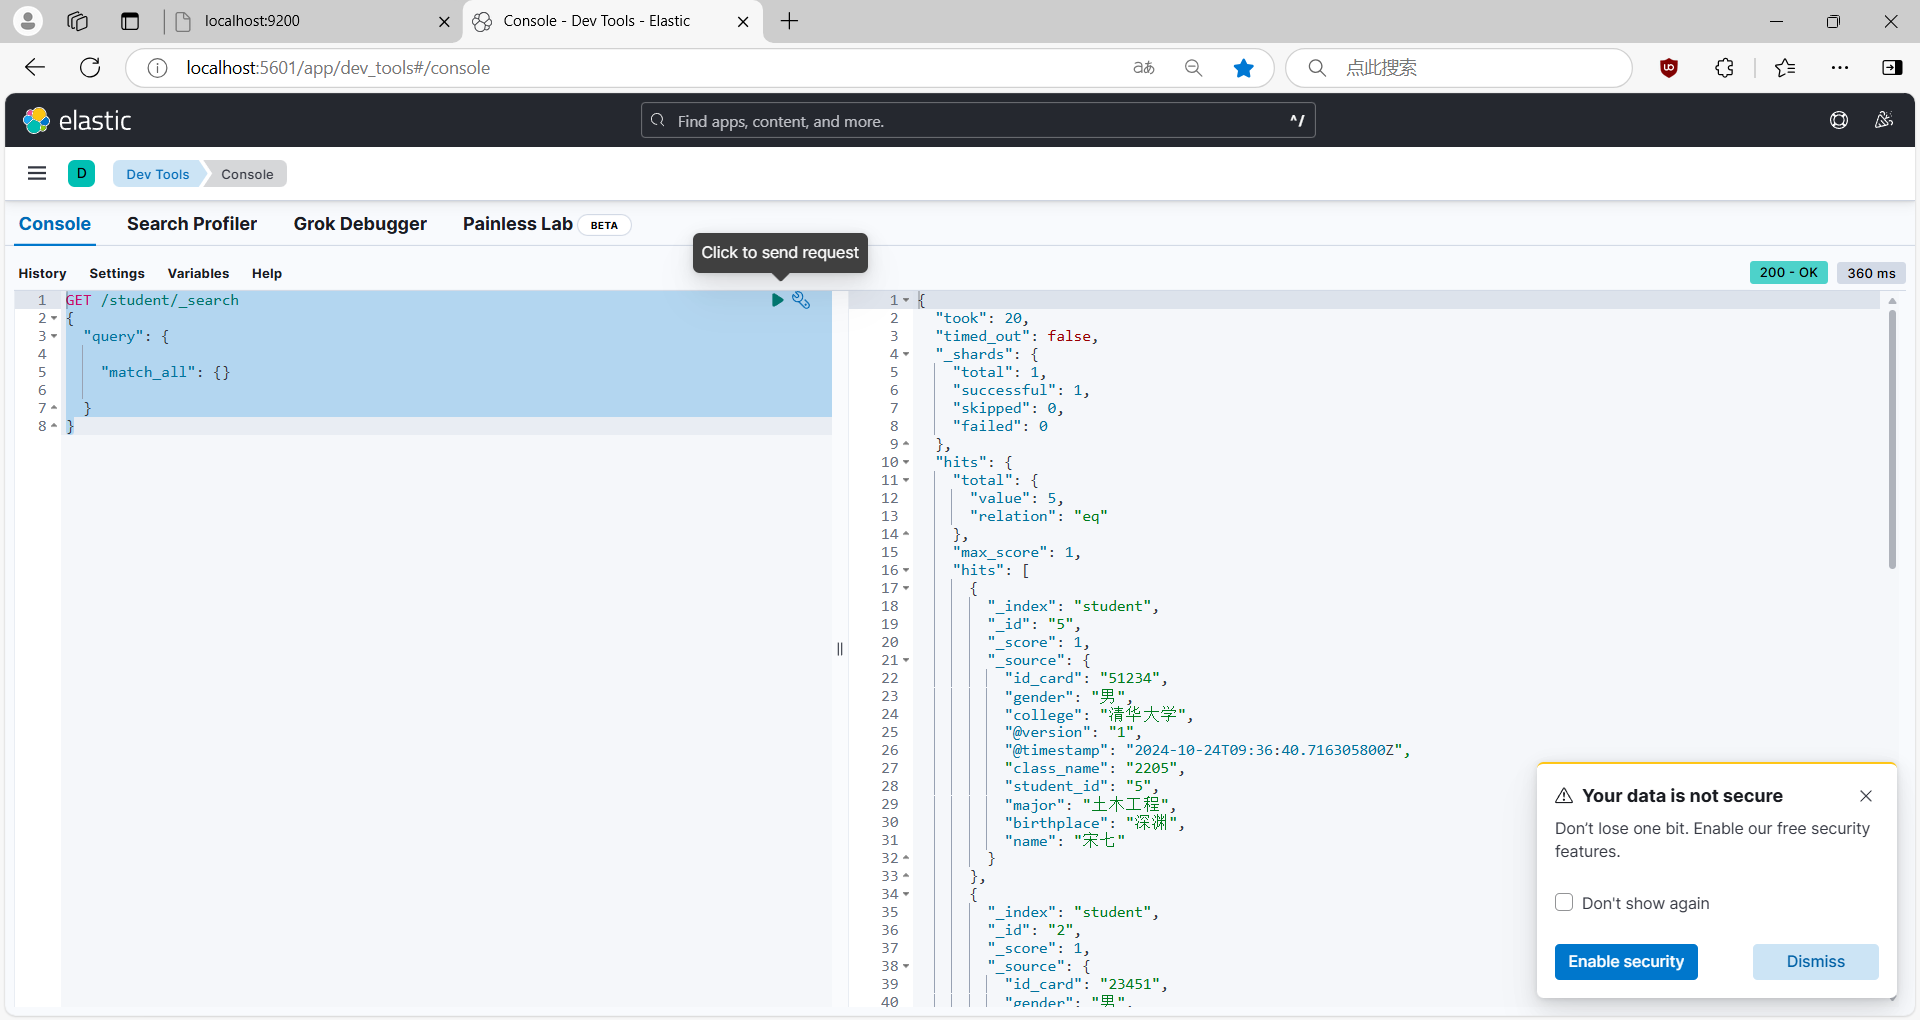 localhost:9200
Console - Dev Tools - Elastic
localhost:5601/app/dev_tools#/console
点此搜索
elastic
Find apps, content, and more.
^/
D
Dev Tools
Console
Console
Search Profiler
Grok Debugger
Painless Lab
BETA
Click to send request
History
Settings
Variables
Help
200 - OK
360 ms
1 GET /student/_search
2 {
3 "query": {
4
5 "match_all": {}
6
7 }
8 }
1 {
2 "took": 20,
3 "timed_out": false,
4 "_shards": {
5 "total": 1,
6 "successful": 1,
7 "skipped": 0,
8 "failed": 0
9 },
10 "hits": {
11 "total": {
12 "value": 5,
13 "relation": "eq"
14 },
15 "max_score": 1,
16 "hits": [
17 {
18 "_index": "student",
19 "_id": "5",
20 "_score": 1,
21 "_source": {
22 "id_card": "51234",
23 "gender": "男",
24 "college": "清华大学",
25 "@version": "1",
26 "@timestamp": "2024-10-24T09:36:40.716305800Z",
27 "class_name": "2205",
28 "student_id": "5",
29 "major": "土木工程",
30 "birthplace": "深渊",
31 "name": "宋七"
32 }
33 },
34 {
35 "_index": "student",
36 "_id": "2",
37 "_score": 1,
38 "_source": {
39 "id_card": "23451",
40 "gender": "男",
Your data is not secure
Don't lose one bit. Enable our free security
features.
Don't show again
Enable security
Dismiss